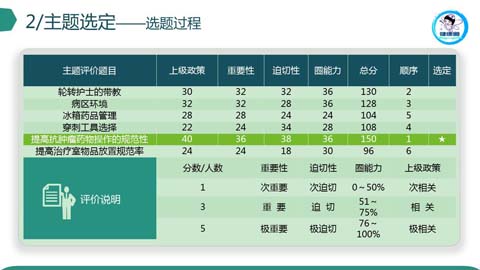 2/主题选定——选题过程
主题评价题目 上级政策 重要性 迫切性 圈能力 总分 顺序 选定
轮转护士的带教 30 32 32 36 130 2
病区环境 32 32 28 36 128 3
冰箱药品管理 28 28 24 24 104 5
穿刺工具选择 22 24 34 28 108 4
提高抗肿瘤药物操作的规范性 40 36 38 36 150 1 ★
提高治疗室物品放置规范率 24 24 18 30 96 6
评价说明
分数/人数 重要性 迫切性 圈能力 上级政策
1 次重要 次迫切 0~50% 次相关
3 重 要 迫 切 51~75% 相 关
5 极重要 极迫切 76~100% 极相关